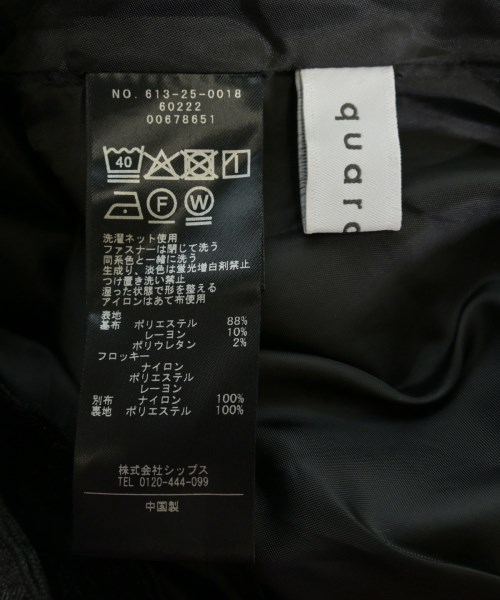 NO. 613-25-0018
60222
00678651
40
F W
洗濯ネット使用
ファスナーは閉じて洗う
同系色と一緒に洗う
生成り、淡色は蛍光増白剤禁止
つけ置き洗い禁止
湿った状態で形を整える
アイロンはあて布使用
表地
基布 ポリエステル 88%
レーヨン 10%
ポリウレタン 2%
フロッキー
ナイロン
ポリエステル
レーヨン
別布 ナイロン 100%
裏地 ポリエステル 100%
株式会社シップス
TEL 0120-444-099
中国製
quar